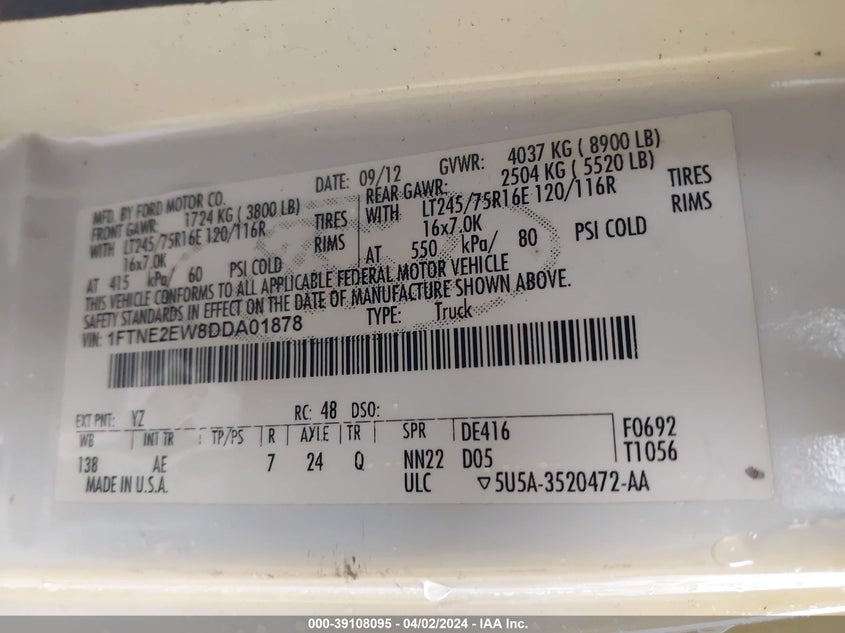 MFD. BY FORD MOTOR CO. DATE: 09/12 GVWR: 4037 KG ( 8900 LB)
FRONT GAWR: 1724 KG ( 3800 LB) REAR GAWR: 2504 KG ( 5520 LB)
WITH LT245/75R16E 120/116R TIRES WITH LT245/75R16E 120/116R TIRES
16x7.0K RIMS 16x7.0K RIMS
AT 415 kPa/ 60 PSI COLD AT 550 kPa/ 80 PSI COLD
THIS VEHICLE CONFORMS TO ALL APPLICABLE FEDERAL MOTOR VEHICLE
SAFETY STANDARDS IN EFFECT ON THE DATE OF MANUFACTURE SHOWN ABOVE.
VIN: 1FTNE2EW8DDA01878 TYPE: Truck
EXT PNT: YZ RC: 48 DSO:
WB INT TR TP/PS R AXLE TR SPR DE416 F0692
138 AE 7 24 Q NN22 D05 T1056
MADE IN U.S.A. ULC ▽5U5A-3520472-AA
000-39108095 - 04/02/2024 - IAA Inc.